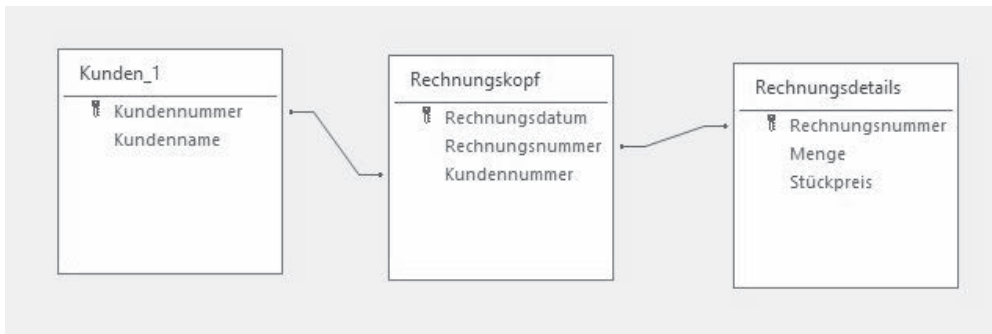 Kunden_1
Kundennummer
Kundenname
Rechnungskopf
Rechnungsdatum
Rechnungsnummer
Kundennummer
Rechnungsdetails
Rechnungsnummer
Menge
Stückpreis